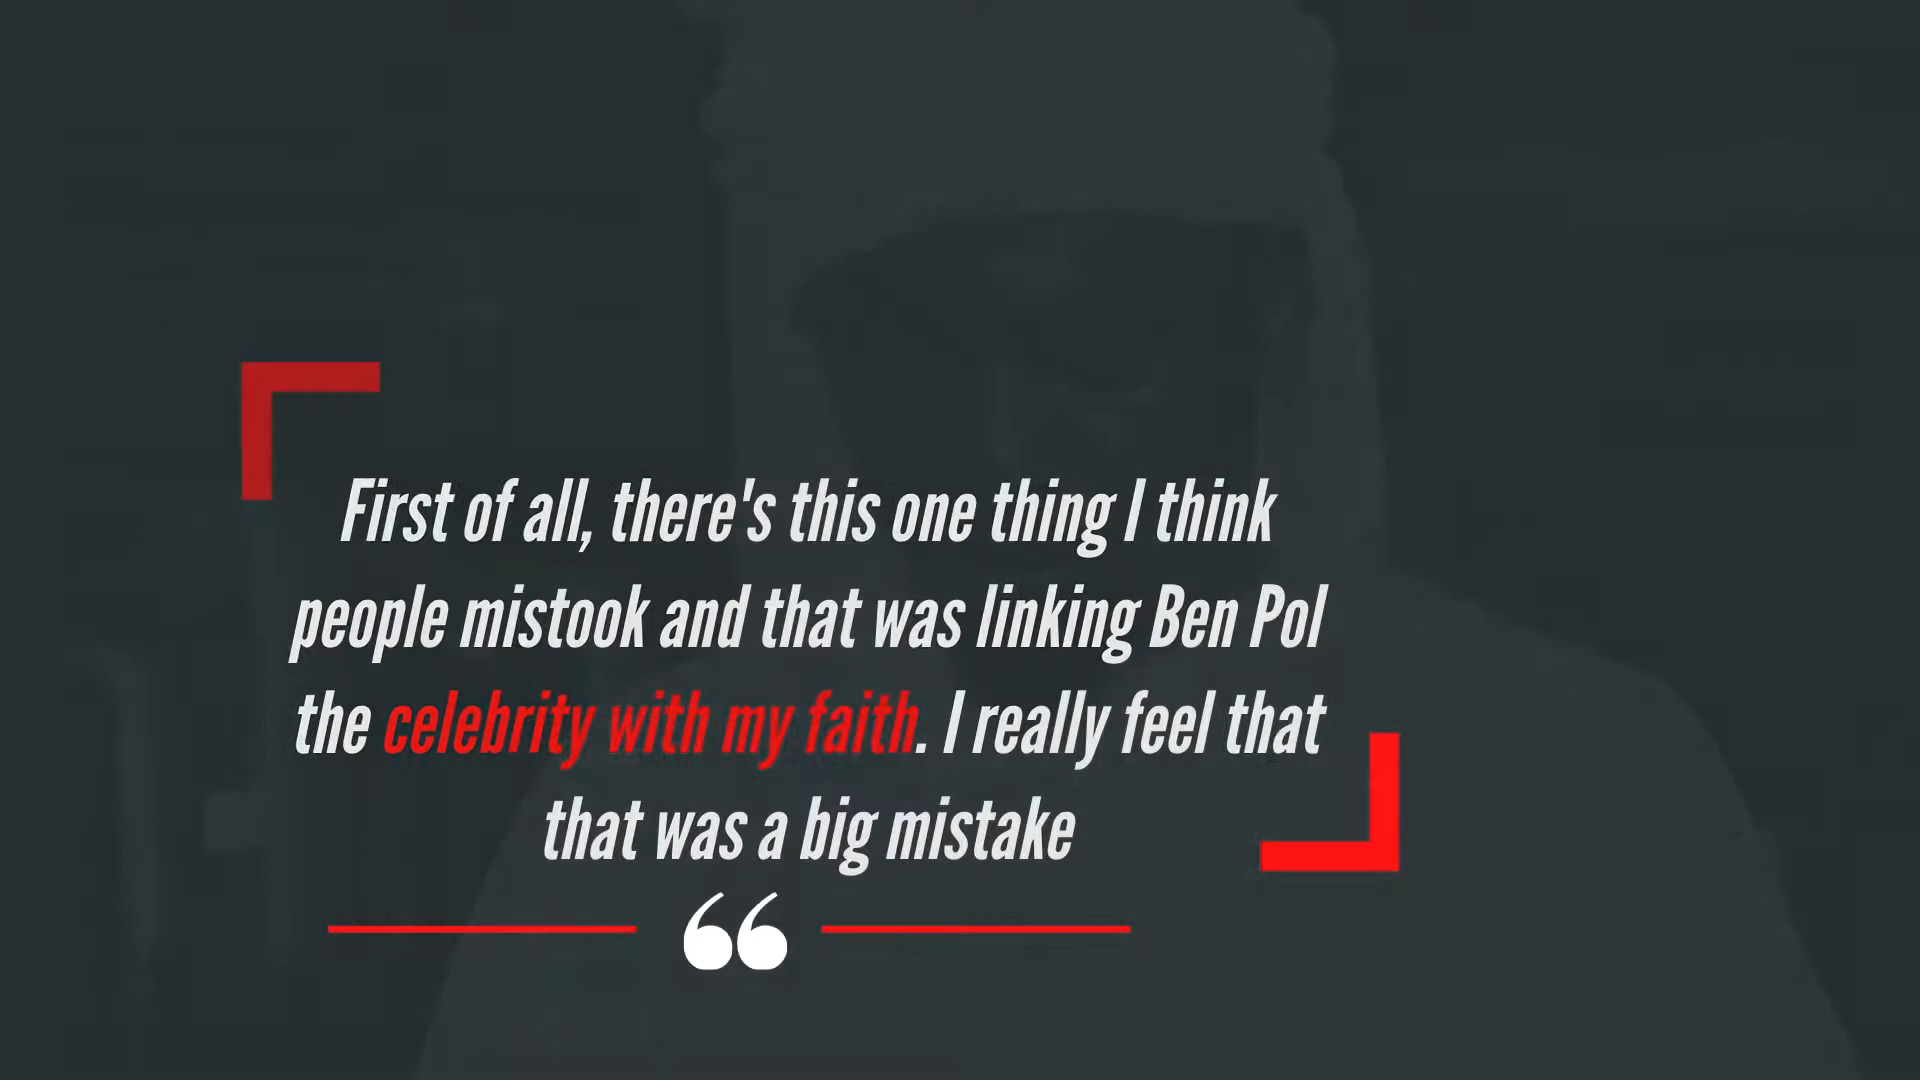 First of all, there's this one thing I think
people mistook and that was linking Ben Pol
the celebrity with my faith. I really feel that
that was a big mistake
“